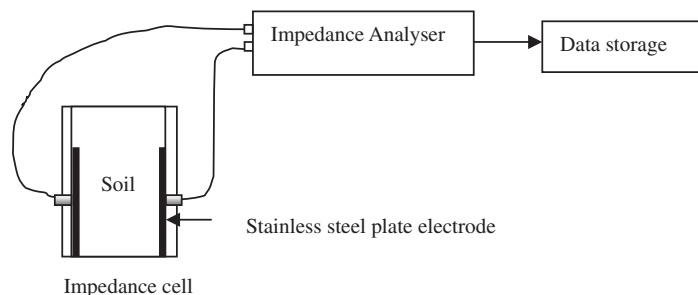 Impedance Analyser
Data storage
Soil
Stainless steel plate electrode
Impedance cell